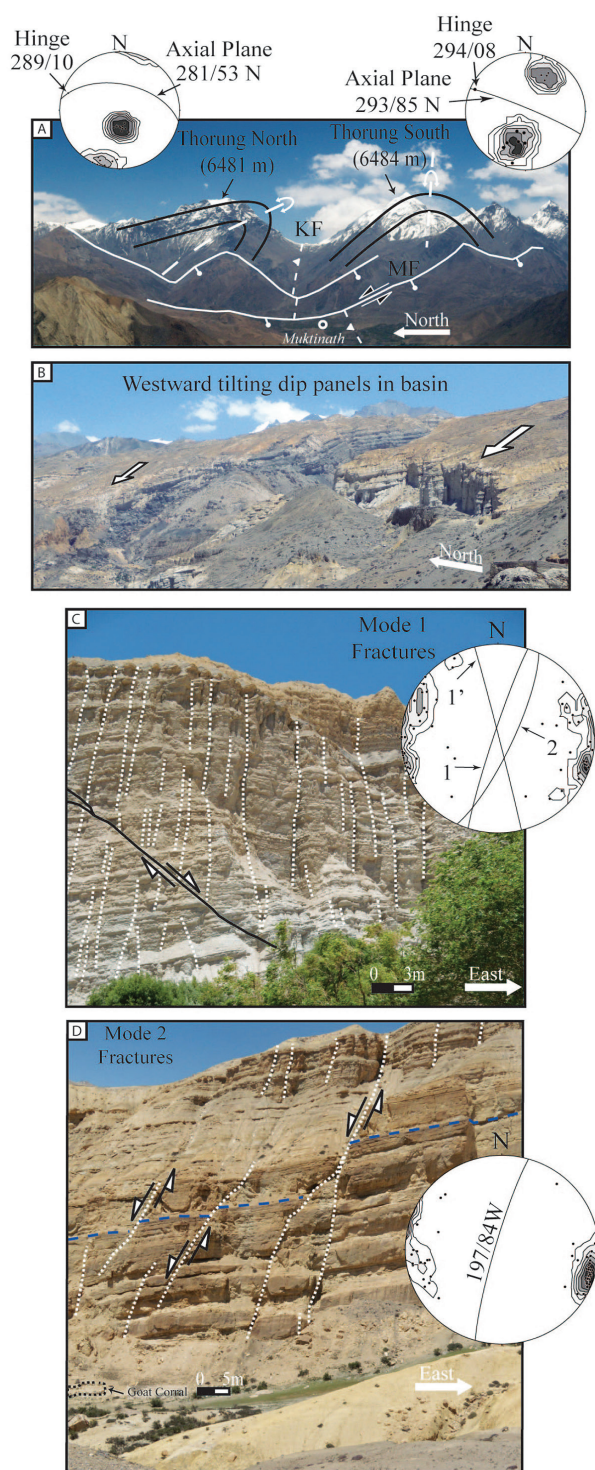 Hinge
289/10
N
Axial Plane
281/53 N
Hinge
294/08
N
Axial Plane
293/85 N
A
Thorung North
(6481 m)
Thorung South
(6484 m)
KF
MF
Muktinath
North
B
Westward tilting dip panels in basin
North
C
Mode 1
Fractures
N
1'
2
1
0 3m
East
D
Mode 2
Fractures
N
197/84W
0 5m
Goat Corral
East